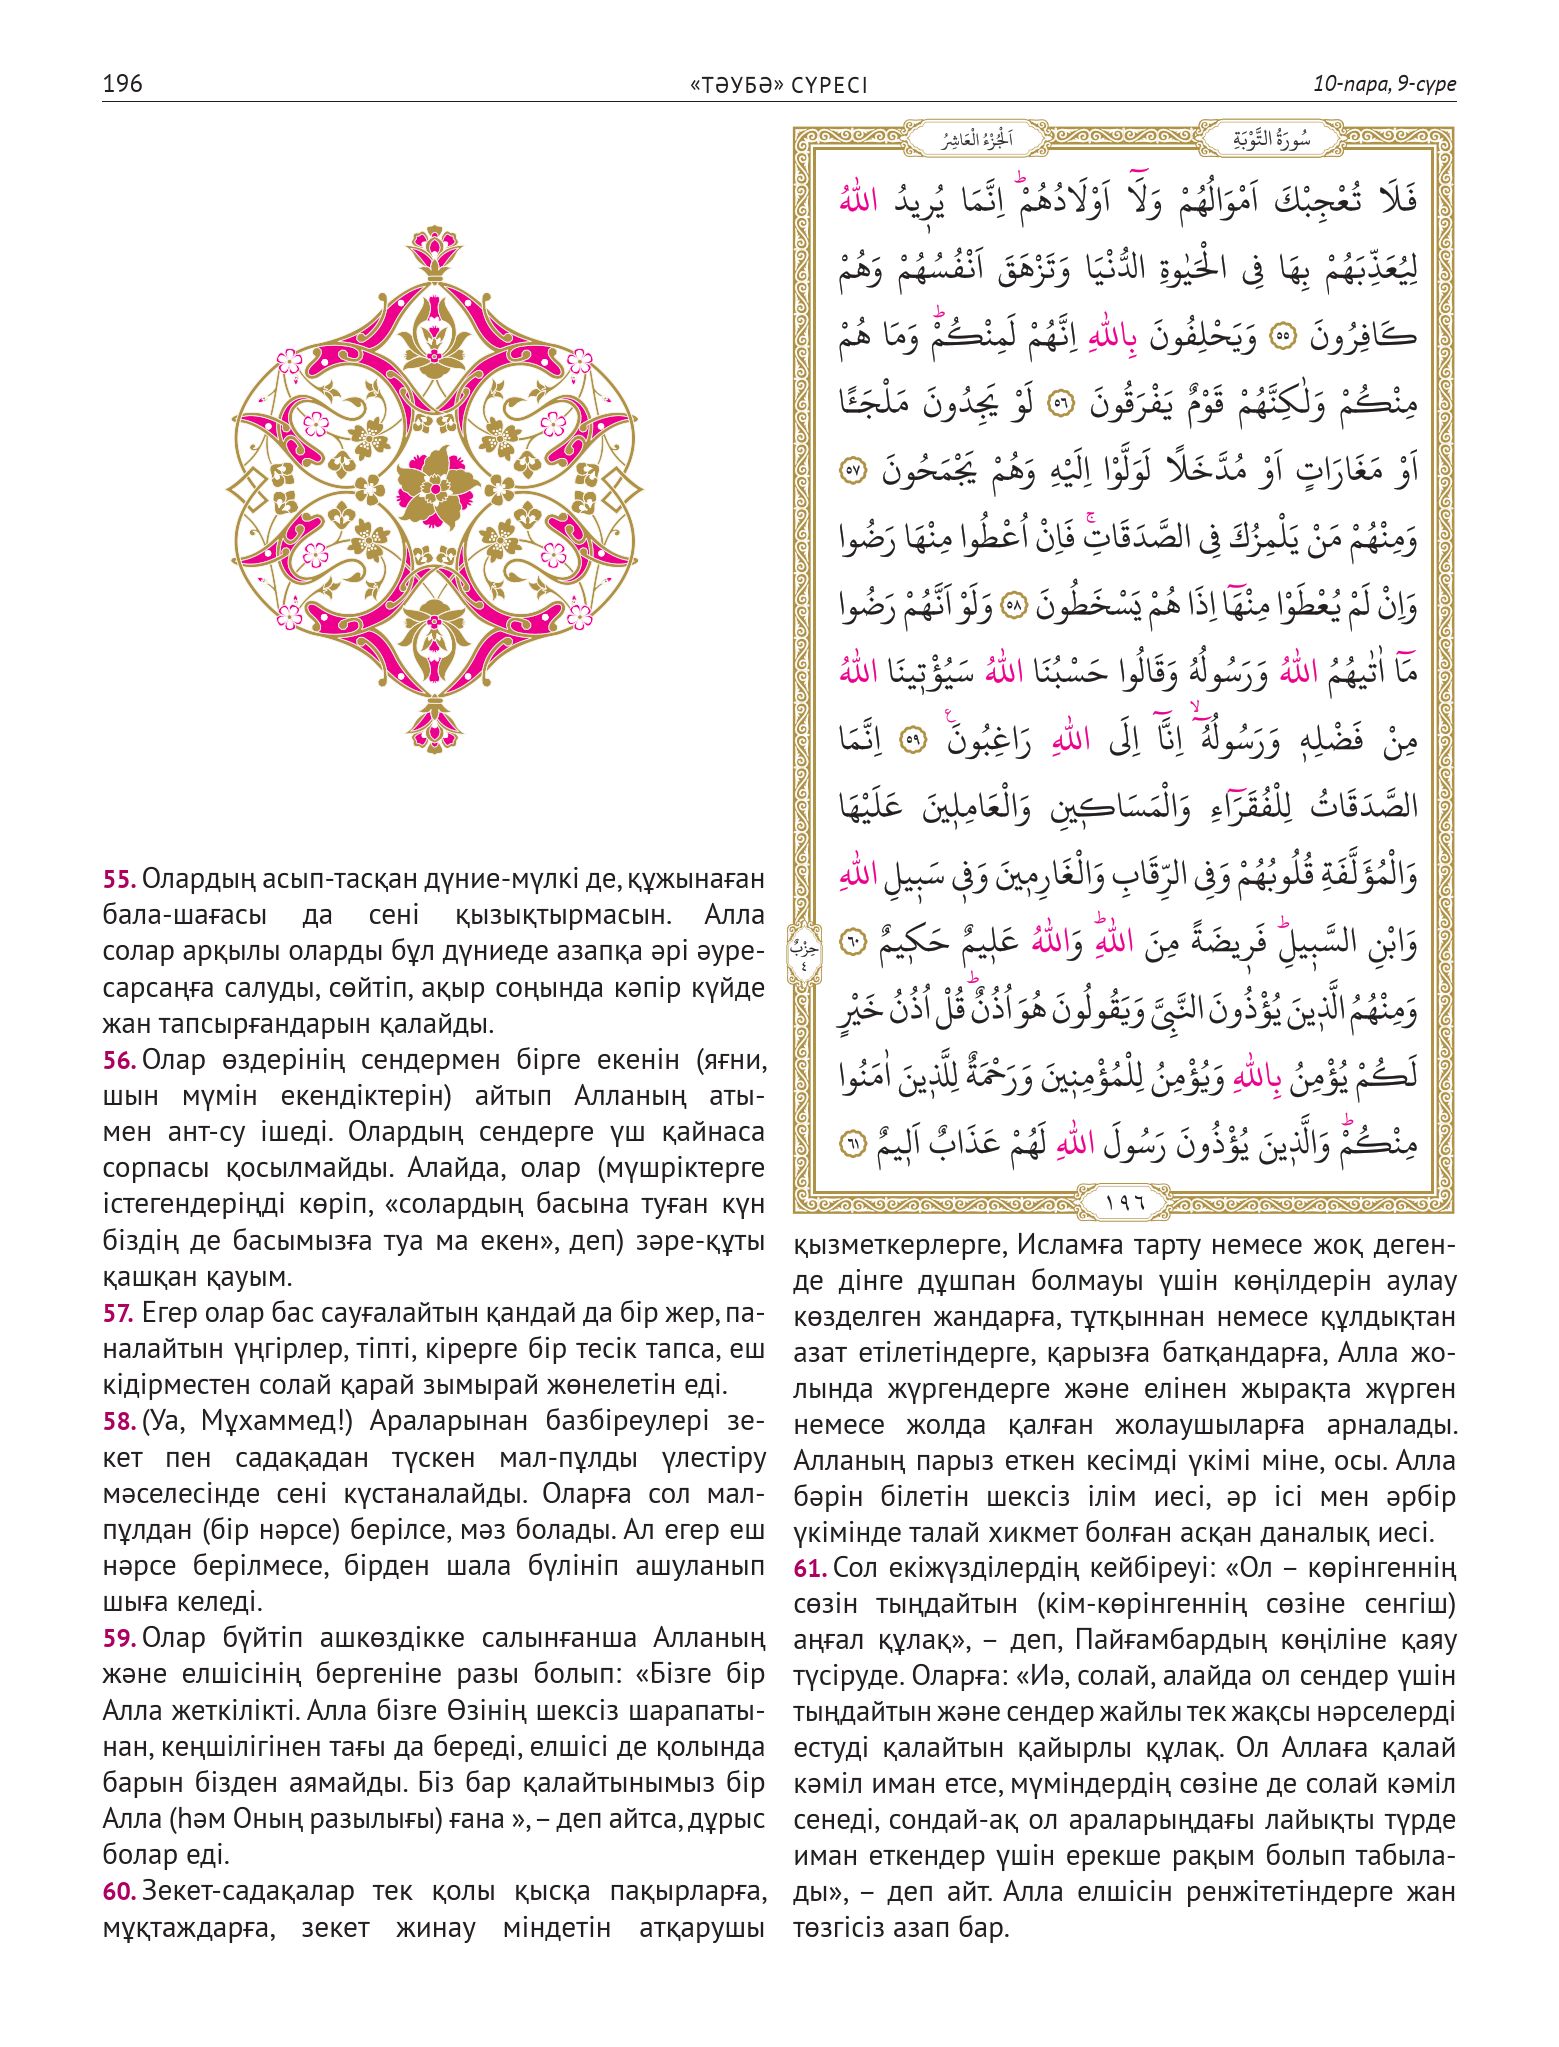 196
«ТӘУБӘ» СҮРЕСІ
10-пара, 9-сүре
سُورَةُ التَّوْبَةِ
اَلْجُزْءُ الْعَاشِرُ
فَلَا تُعْجِبْكَ اَمْوَالُهُمْ وَلَٓا اَوْلَادُهُمْۜ اِنَّمَا يُر۪يدُ اللّٰهُ
لِيُعَذِّبَهُمْ بِهَا فِى الْحَيٰوةِ الدُّنْيَا وَتَزْهَقَ اَنْفُسُهُمْ وَهُمْ
كَافِرُونَ ﴿٥٥﴾ وَيَحْلِفُونَ بِاللّٰهِ اِنَّهُمْ لَمِنْكُمْۜ وَمَا هُمْ
مِنْكُمْ وَلٰكِنَّهُمْ قَوْمٌ يَفْرَقُونَ ﴿٥٦﴾ لَوْ يَجِدُونَ مَلْجَـًٔا
اَوْ مَغَارَاتٍ اَوْ مُدَّخَلًا لَوَلَّوْا اِلَيْهِ وَهُمْ يَجْمَحُونَ ﴿٥٧﴾
وَمِنْهُمْ مَنْ يَلْمِزُكَ فِى الصَّدَقَاتِۚ فَاِنْ اُعْطُوا مِنْهَا رَضُوا
وَاِنْ لَمْ يُعْطَوْا مِنْهَٓا اِذَا هُمْ يَسْخَطُونَ ﴿٥٨﴾ وَلَوْ اَنَّهُمْ رَضُوا
مَٓا اٰتٰيهُمُ اللّٰهُ وَرَسُولُهُ وَقَالُوا حَسْبُنَا اللّٰهُ سَيُؤْت۪ينَا اللّٰهُ
مِنْ فَضْلِه۪ وَرَسُولُهُٓۙ اِنَّٓا اِلَى اللّٰهِ رَاغِبُونَ۟ ﴿٥٩﴾ اِنَّمَا
الصَّدَقَاتُ لِلْفُقَرَٓاءِ وَالْمَسَاك۪ينِ وَالْعَامِل۪ينَ عَلَيْهَا
وَالْمُؤَلَّفَةِ قُلُوبُهُمْ وَفِى الرِّقَابِ وَالْغَارِم۪ينَ وَف۪ى سَب۪يلِ اللّٰهِ
وَابْنِ السَّب۪يلِۜ فَر۪يضَةً مِنَ اللّٰهِۜ وَاللّٰهُ عَل۪يمٌ حَك۪يمٌ ﴿٦٠﴾
حِزْبٌ
٤
وَمِنْهُمُ الَّذ۪ينَ يُؤْذُونَ النَّبِىَّ وَيَقُولُونَ هُوَ اُذُنٌۜ قُلْ اُذُنُ خَيْرٍ
لَكُمْ يُؤْمِنُ بِاللّٰهِ وَيُؤْمِنُ لِلْمُؤْمِن۪ينَ وَرَحْمَةٌ لِلَّذ۪ينَ اٰمَنُوا
مِنْكُمْۜ وَالَّذ۪ينَ يُؤْذُونَ رَسُولَ اللّٰهِ لَهُمْ عَذَابٌ اَل۪يمٌ ﴿٦١﴾
١٩٦
55. Олардың асып-тасқан дүние-мүлкі де, құжынаған
бала-шағасы да сені қызықтырмасын. Алла
солар арқылы оларды бұл дүниеде азапқа әрі әуре-
сарсаңға салуды, сөйтіп, ақыр соңында кәпір күйде
жан тапсырғандарын қалайды.
56. Олар өздерінің сендермен бірге екенін (яғни,
шын мүмін екендіктерін) айтып Алланың аты-
мен ант-су ішеді. Олардың сендерге үш қайнаса
сорпасы қосылмайды. Алайда, олар (мүшріктерге
істегендеріңді көріп, «солардың басына туған күн
біздің де басымызға туа ма екен», деп) зәре-құты
қашқан қауым.
57. Егер олар бас сауғалайтын қандай да бір жер, па-
налайтын үңгірлер, тіпті, кірерге бір тесік тапса, еш
кідірместен солай қарай зымырай жөнелетін еді.
58. (Уа, Мұхаммед!) Араларынан базбіреулері зе-
кет пен садақадан түскен мал-пұлды үлестіру
мәселесінде сені күстаналайды. Оларға сол мал-
пұлдан (бір нәрсе) берілсе, мәз болады. Ал егер еш
нәрсе берілмесе, бірден шала бүлініп ашуланып
шыға келеді.
59. Олар бүйтіп ашкөздікке салынғанша Алланың
және елшісінің бергеніне разы болып: «Бізге бір
Алла жеткілікті. Алла бізге Өзінің шексіз шарапаты-
нан, кеңшілігінен тағы да береді, елшісі де қолында
барын бізден аямайды. Біз бар қалайтынымыз бір
Алла (һәм Оның разылығы) ғана », – деп айтса, дұрыс
болар еді.
60. Зекет-садақалар тек қолы қысқа пақырларға,
мұқтаждарға, зекет жинау міндетін атқарушы
қызметкерлерге, Исламға тарту немесе жоқ деген-
де дінге дұшпан болмауы үшін көңілдерін аулау
көзделген жандарға, тұтқыннан немесе құлдықтан
азат етілетіндерге, қарызға батқандарға, Алла жо-
лында жүргендерге және елінен жырақта жүрген
немесе жолда қалған жолаушыларға арналады.
Алланың парыз еткен кесімді үкімі міне, осы. Алла
бәрін білетін шексіз ілім иесі, әр ісі мен әрбір
үкімінде талай хикмет болған асқан даналық иесі.
61. Сол екіжүзділердің кейбіреуі: «Ол – көрінгеннің
сөзін тыңдайтын (кім-көрінгеннің сөзіне сенгіш)
аңғал құлақ», – деп, Пайғамбардың көңіліне қаяу
түсіруде. Оларға: «Иә, солай, алайда ол сендер үшін
тыңдайтын және сендер жайлы тек жақсы нәрселерді
естуді қалайтын қайырлы құлақ. Ол Аллаға қалай
кәміл иман етсе, мүміндердің сөзіне де солай кәміл
сенеді, сондай-ақ ол араларыңдағы лайықты түрде
иман еткендер үшін ерекше рақым болып табыла-
ды», – деп айт. Алла елшісін ренжітетіндерге жан
төзгісіз азап бар.